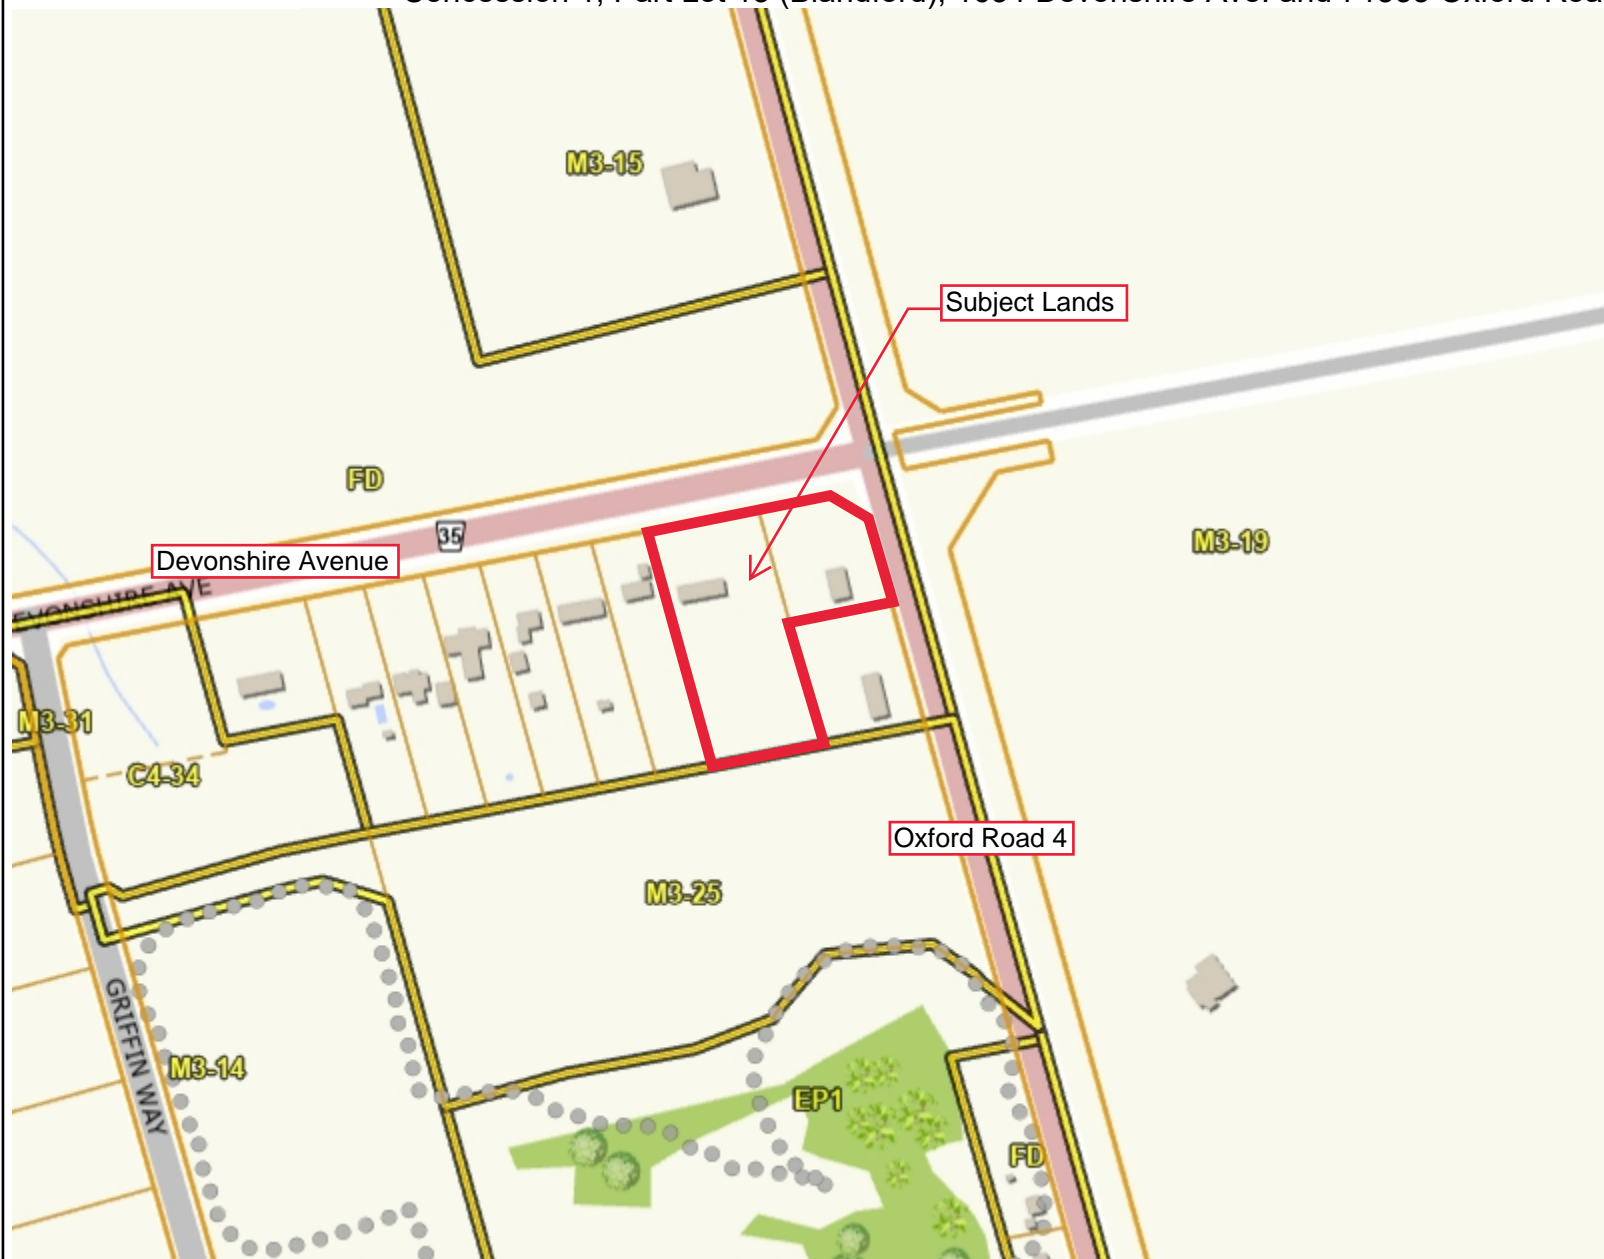 M3-15
Subject Lands
FD
35
M3-19
Devonshire Avenue
M3-31
C4-34
Oxford Road 4
M3-25
GRIFFIN WAY
M3-14
EP1
FD